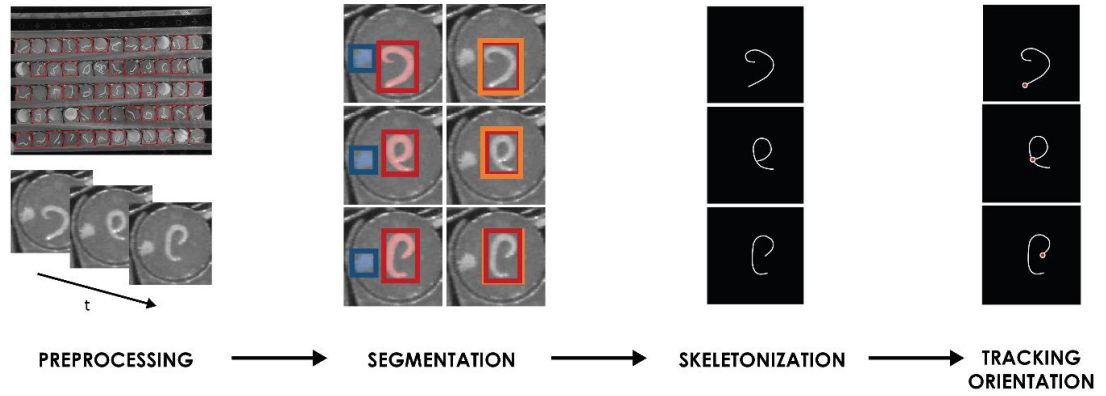 t
PREPROCESSING
SEGMENTATION
SKELETONIZATION
TRACKING
ORIENTATION